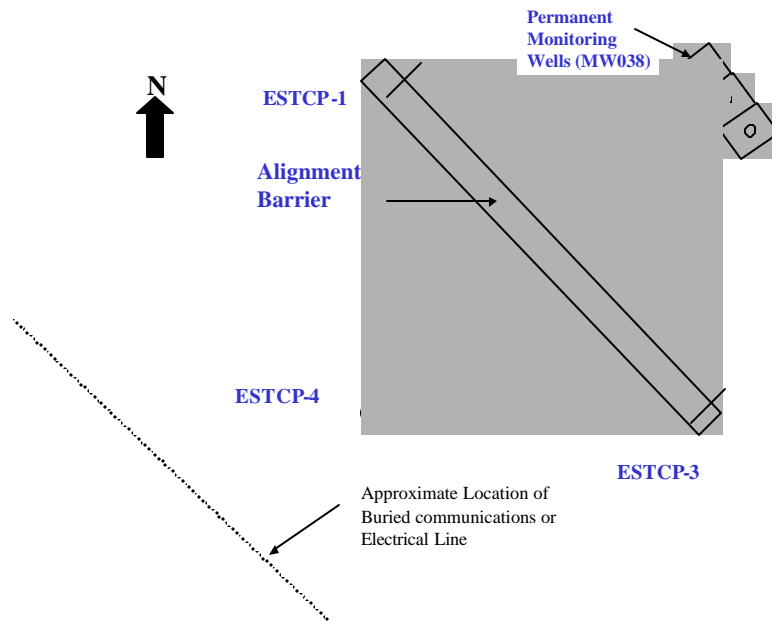 Permanent
Monitoring
Wells (MW038)
N
ESTCP-1
Alignment
Barrier
ESTCP-4
ESTCP-3
Approximate Location of
Buried communications or
Electrical Line